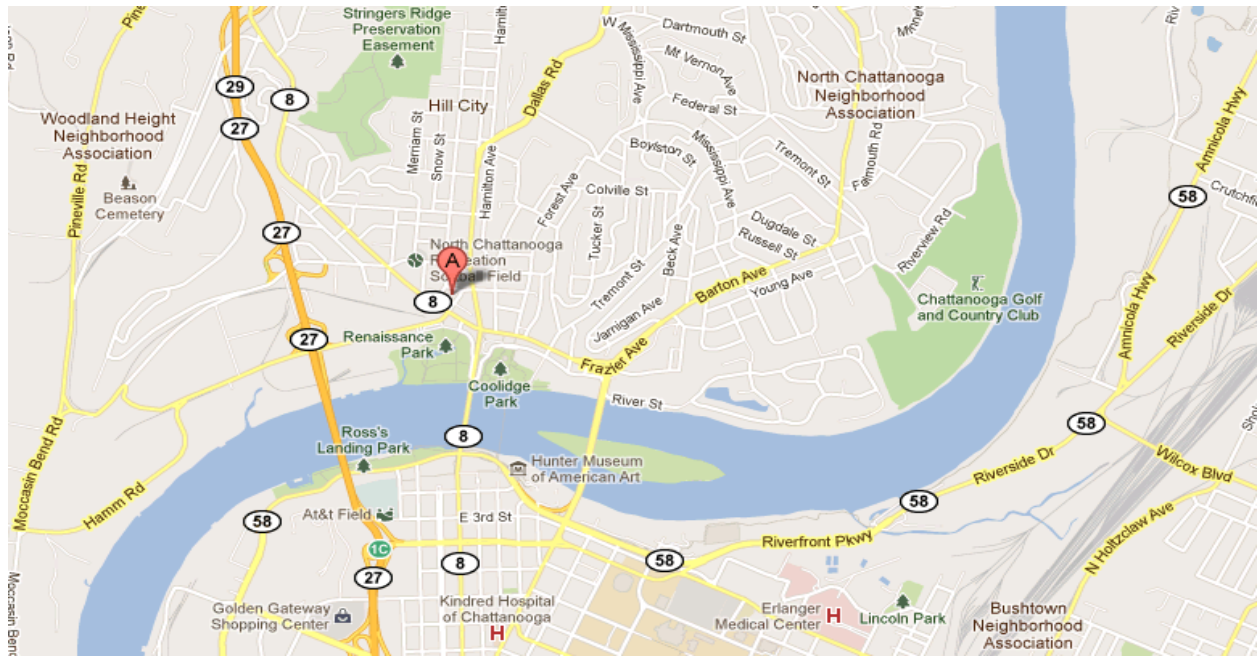 Stringers Ridge
Preservation
Easement
Hamilt
Dallas Rd
W Mississippi Ave
Dartmouth St
Mt Vernon Ave
Federal St
North Chattanooga
Neighborhood
Association
29
27
8
Hill City
Woodland Height
Neighborhood
Association
Beason
Cemetery
Pineville Rd
Merriam St
Snow St
Hamilton Ave
Forest Ave
Boylston St
Mississippi Ave
Tremont St
Falmouth Rd
Amnicola Hwy
58
Crutchfi
Colville St
Tucker St
Beck Ave
Dugdale St
Russell St
Riverview Rd
27
North Chattanooga
Recreation
Softball Field
A
8
Tremont St
Jarnigan Ave
Barton Ave
Young Ave
Chattanooga Golf
and Country Club
Amnicola Hwy
Riverside Dr
27
Renaissance
Park
Coolidge
Park
Frazier Ave
River St
Moccasin Bend Rd
Hamm Rd
Ross's
Landing Park
8
Hunter Museum
of American Art
58
Riverside Dr
Wilcox Blvd
58
At&t Field
E 3rd St
58
1C
27
8
58
Riverfront Pkwy
N Holtzclaw Ave
Moccasin Bend
Golden Gateway
Shopping Center
Kindred Hospital
of Chattanooga
H
Erlanger
Medical Center
H
Lincoln Park
Bushtown
Neighborhood
Association